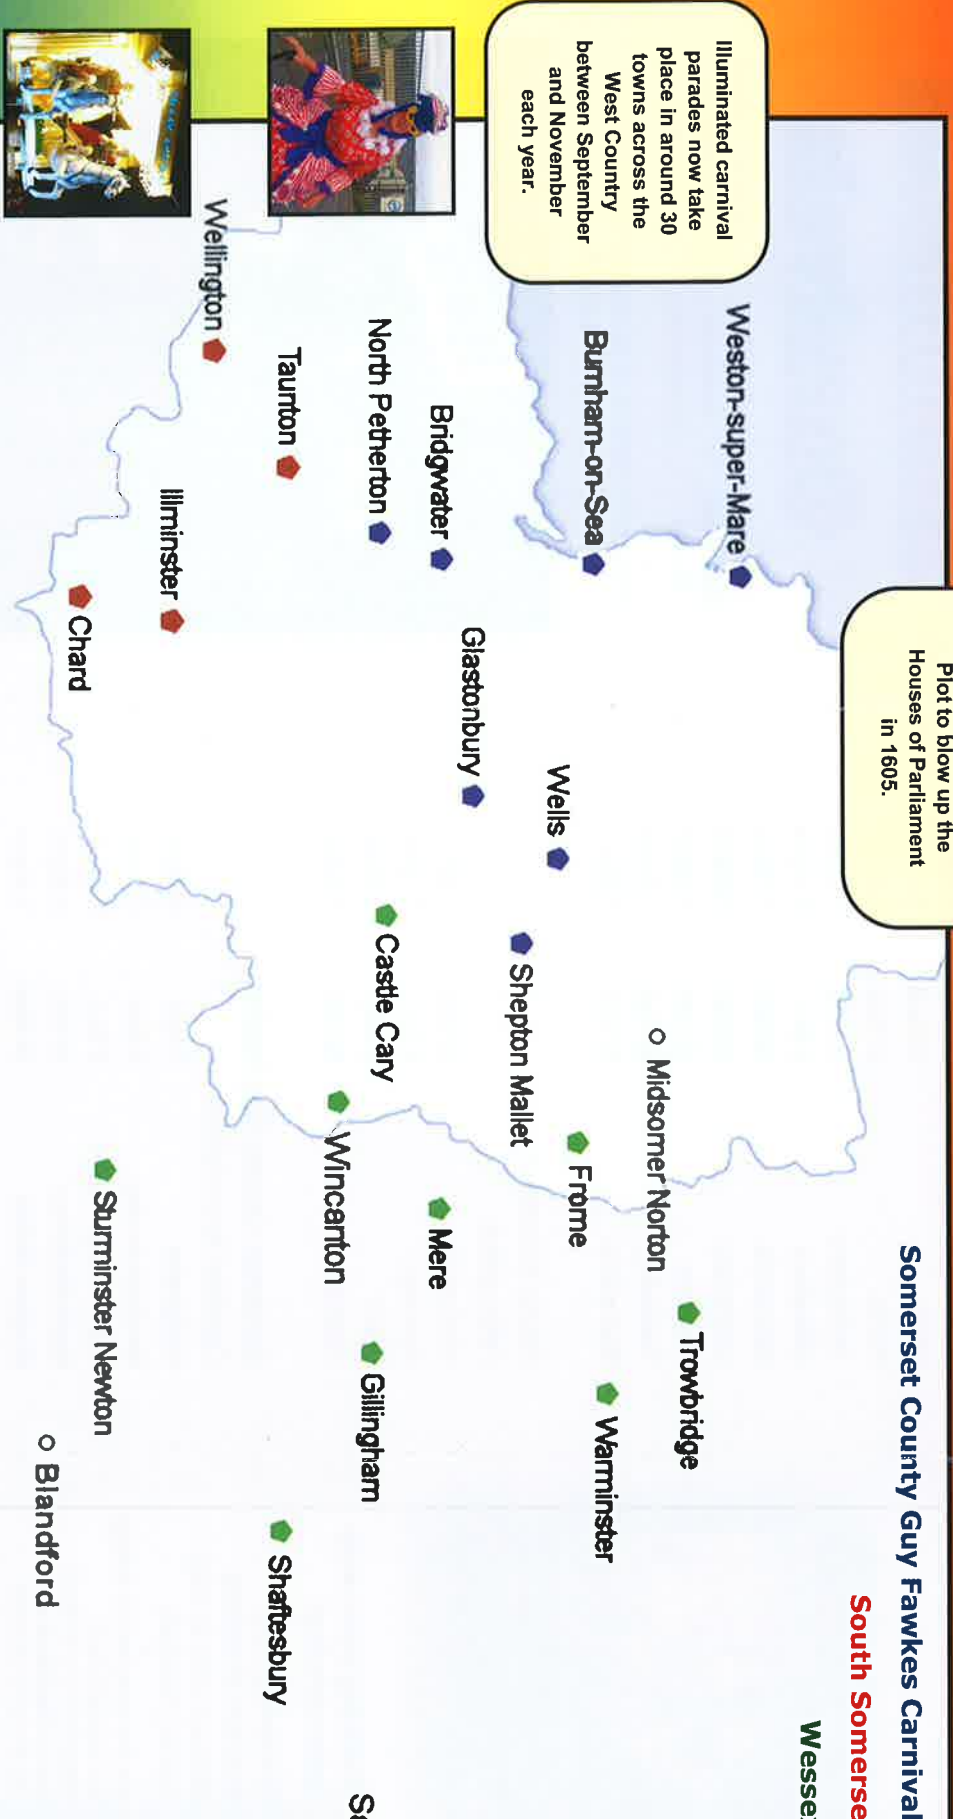 Illuminated carnival
parades now take
place in around 30
towns across the
West Country
between September
and November
each year.
Plot to blow up the
Houses of Parliament
in 1605.
Somerset County Guy Fawkes Carnival
South Somerse
Wesse
Weston-super-Mare
Burnham-on-Sea
Bridgwater
North Petherton
Taunton
Wellington
Illminster
Chard
Glastonbury
Wells
Shepton Mallet
Castle Cary
Midsomer Norton
Frome
Wincanton
Mere
Trowbridge
Warminster
Gillingham
Sturminster Newton
Shaftesbury
Blandford